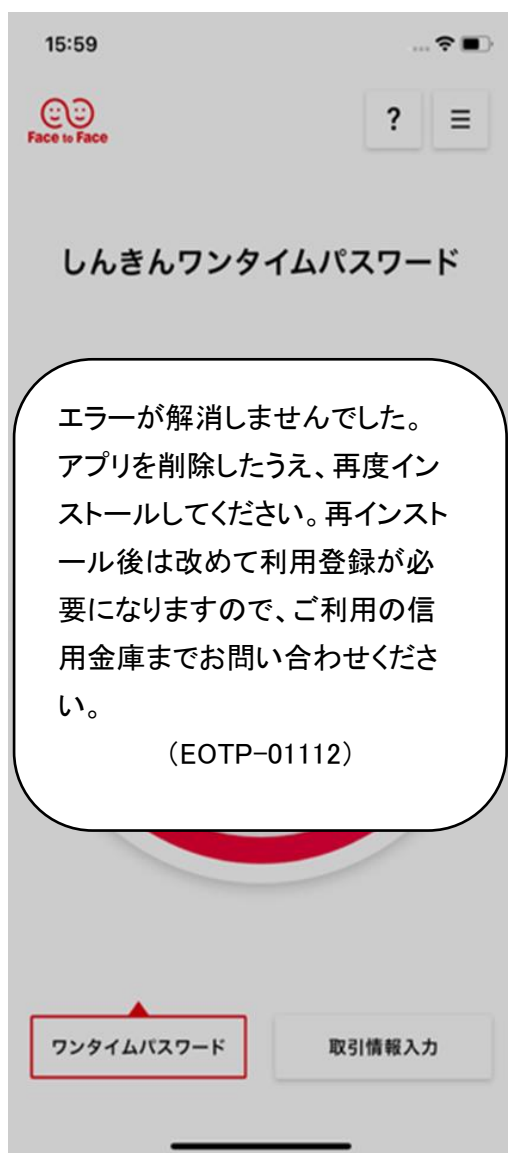 15:59
Face to Face
?
しんきんワンタイムパスワード
エラーが解消しませんでした。
アプリを削除したうえ、再度イン
ストールしてください。再インスト
ール後は改めて利用登録が必
要になりますので、ご利用の信
用金庫までお問い合わせくださ
い。
（EOTP-01112）
ワンタイムパスワード
取引情報入力